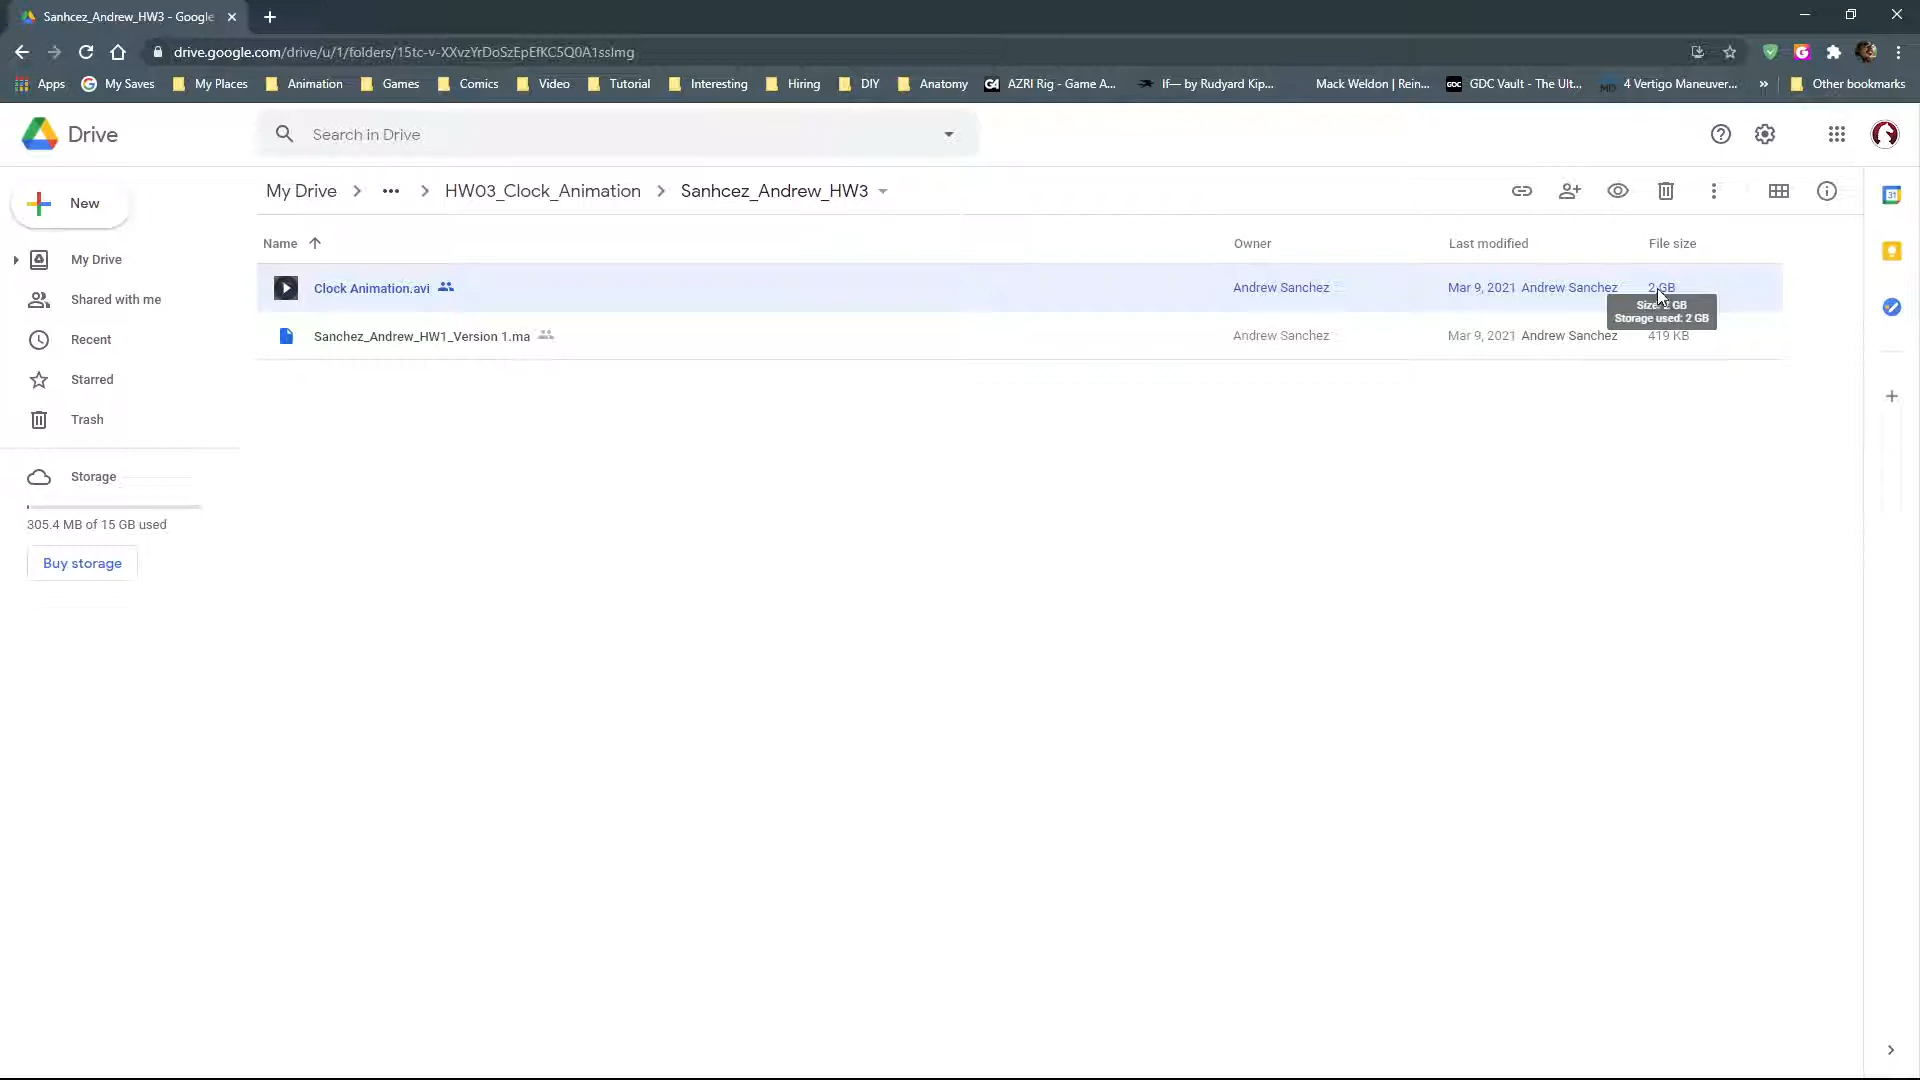 Sanhcez_Andrew_HW3 - Google
drive.google.com/drive/u/1/folders/15tc-v-XXvzYrDoSzEpEfKC5Q0A1ssImg
Apps My Saves My Places Animation Games Comics Video Tutorial Interesting Hiring DIY Anatomy AZRI Rig - Game A... If— by Rudyard Kip... Mack Weldon | Rein... GDC Vault - The Ult... 4 Vertigo Maneuver... » Other bookmarks
Drive
Search in Drive
New
My Drive ... HW03_Clock_Animation Sanhcez_Andrew_HW3
Name Owner Last modified File size
My Drive
Clock Animation.avi Andrew Sanchez Mar 9, 2021 Andrew Sanchez 2 GB
Shared with me
Size: 2 GB
Storage used: 2 GB
Sanchez_Andrew_HW1_Version 1.ma Andrew Sanchez Mar 9, 2021 Andrew Sanchez 419 KB
Recent
Starred
Trash
Storage
305.4 MB of 15 GB used
Buy storage
31